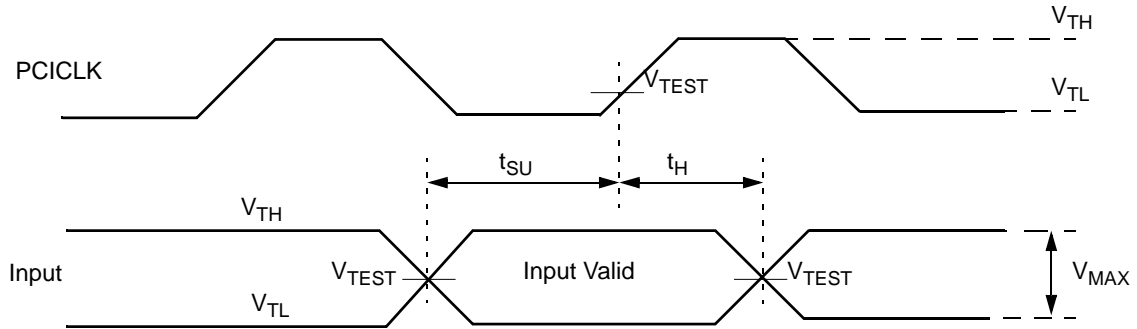 V_TH
PCICLK
V_TEST
V_TL
t_SU
t_H
V_TH
Input
V_TEST
Input Valid
V_TEST
V_MAX
V_TL